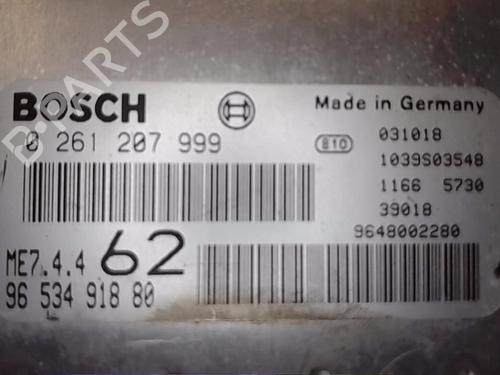 B-PARTS
BOSCH
Made in Germany
0 261 207 999
810
031018
1039S03548
1166 5730
39018
9648002280
ME7.4.4 62
96 534 918 80